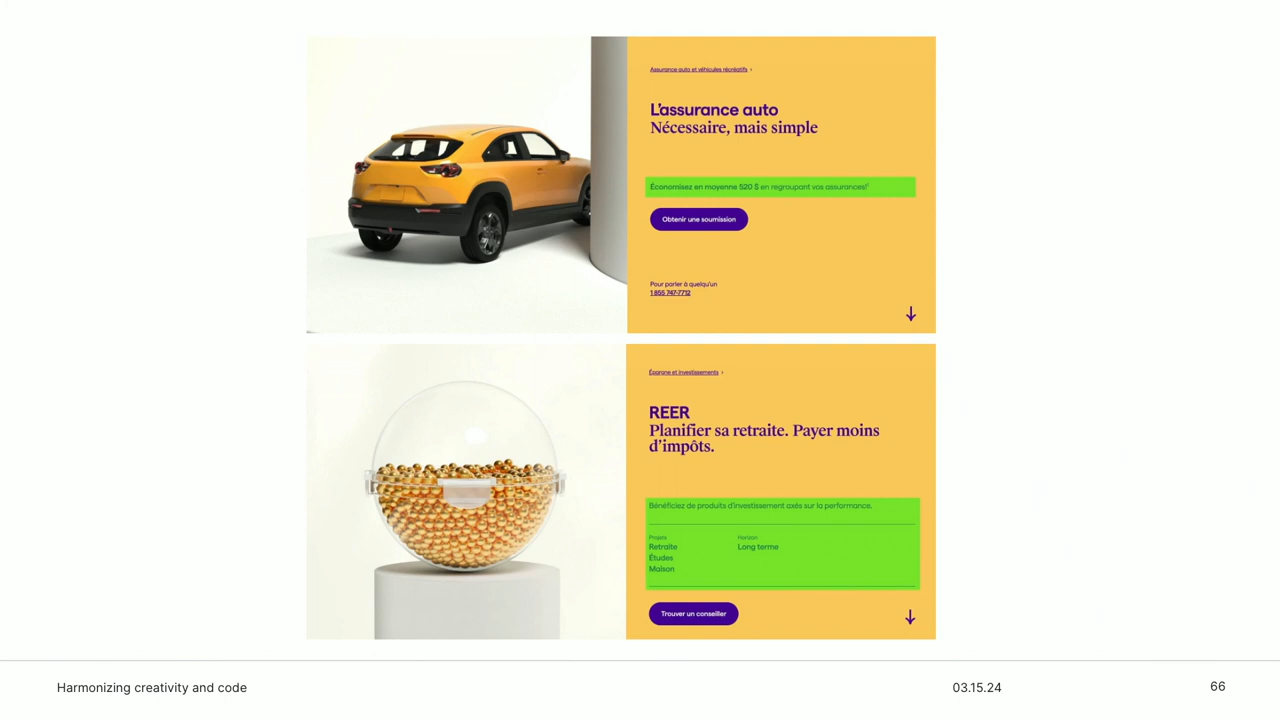 Assurance auto et véhicules récréatifs ›
L'assurance auto
Nécessaire, mais simple
Économisez en moyenne 520 $ en regroupant vos assurances!¹
Obtenir une soumission
Pour parler à quelqu'un
1 855 747-7712
Épargne et investissements ›
REER
Planifier sa retraite. Payer moins
d'impôts.
Bénéficiez de produits d'investissement axés sur la performance.
Projets Horizon
Retraite Long terme
Études
Maison
Trouver un conseiller
Harmonizing creativity and code 03.15.24 66